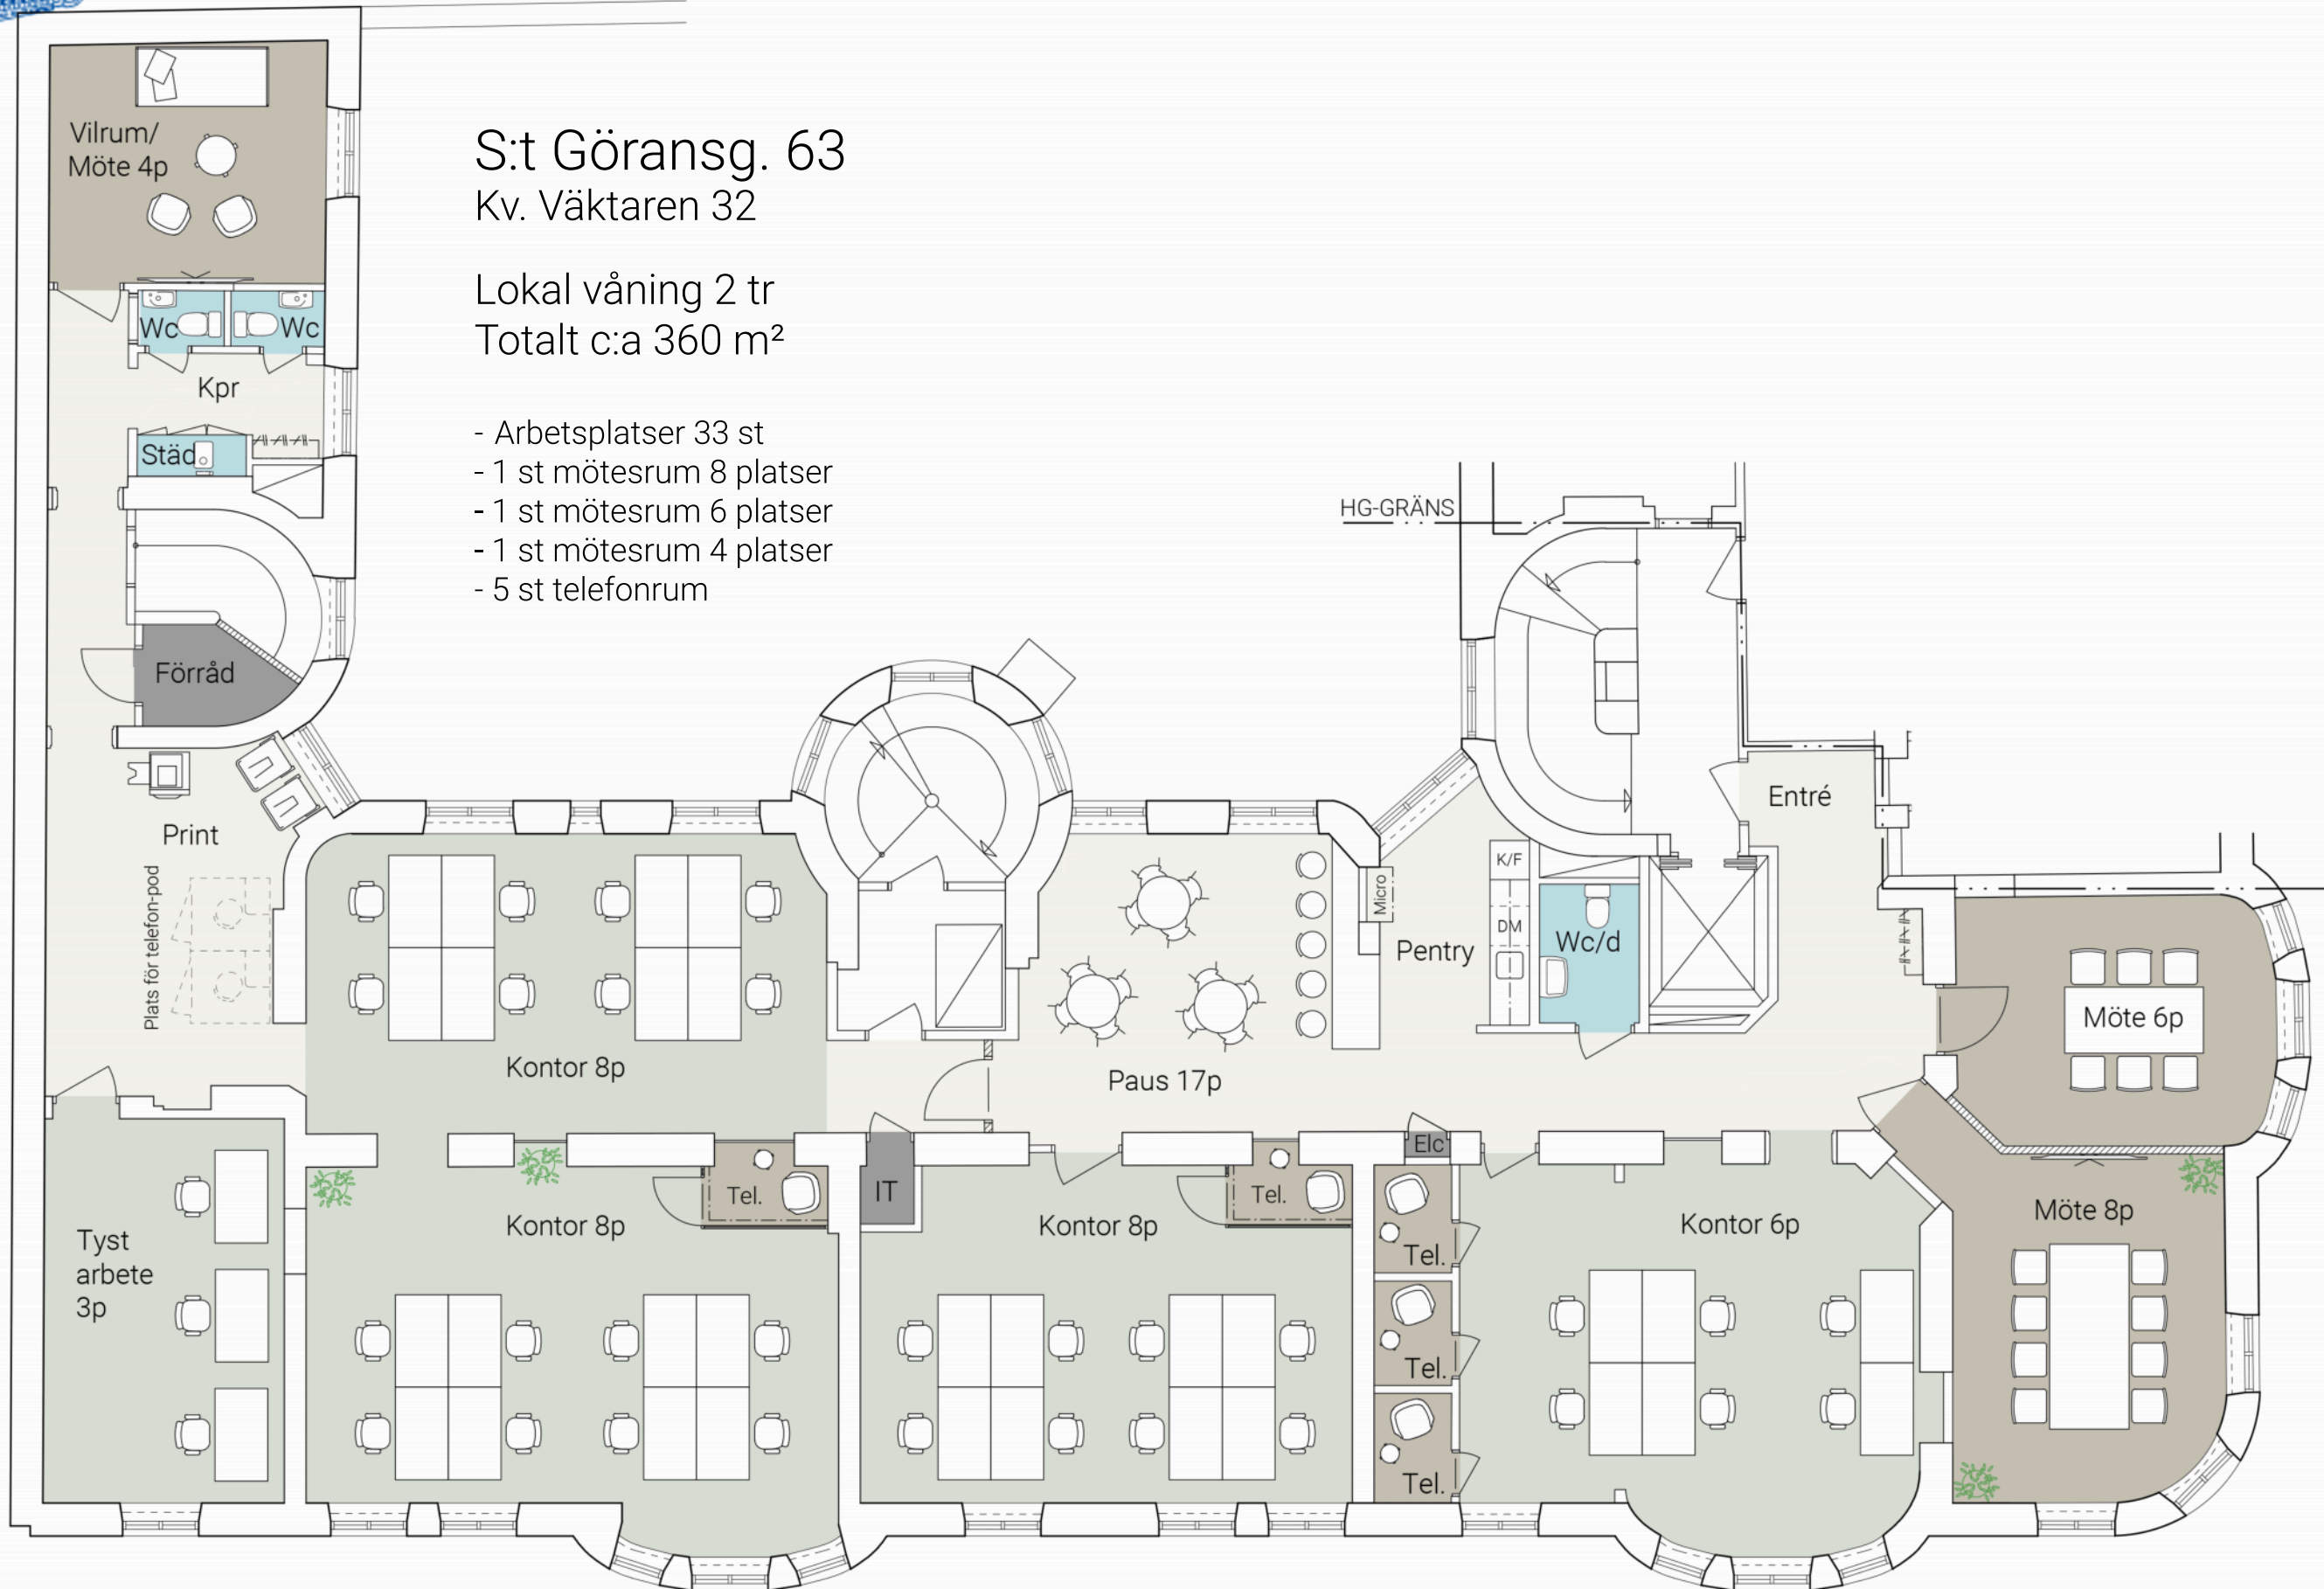 S:t Göransg. 63
Kv. Väktaren 32
Lokal våning 2 tr
Totalt c:a 360 m²
- Arbetsplatser 33 st
- 1 st mötesrum 8 platser
- 1 st mötesrum 6 platser
- 1 st mötesrum 4 platser
- 5 st telefonrum
Vilrum/
Möte 4p
Wc
Wc
Kpr
Städ
Förråd
Print
Plats för telefon-pod
HG-GRÄNS
Entré
K/F
Micro
DM
Wc/d
Pentry
Möte 6p
Kontor 8p
Paus 17p
Elc
Tel.
IT
Tel.
Kontor 8p
Kontor 8p
Kontor 6p
Möte 8p
Tyst
arbete
3p
Tel.
Tel.
Tel.